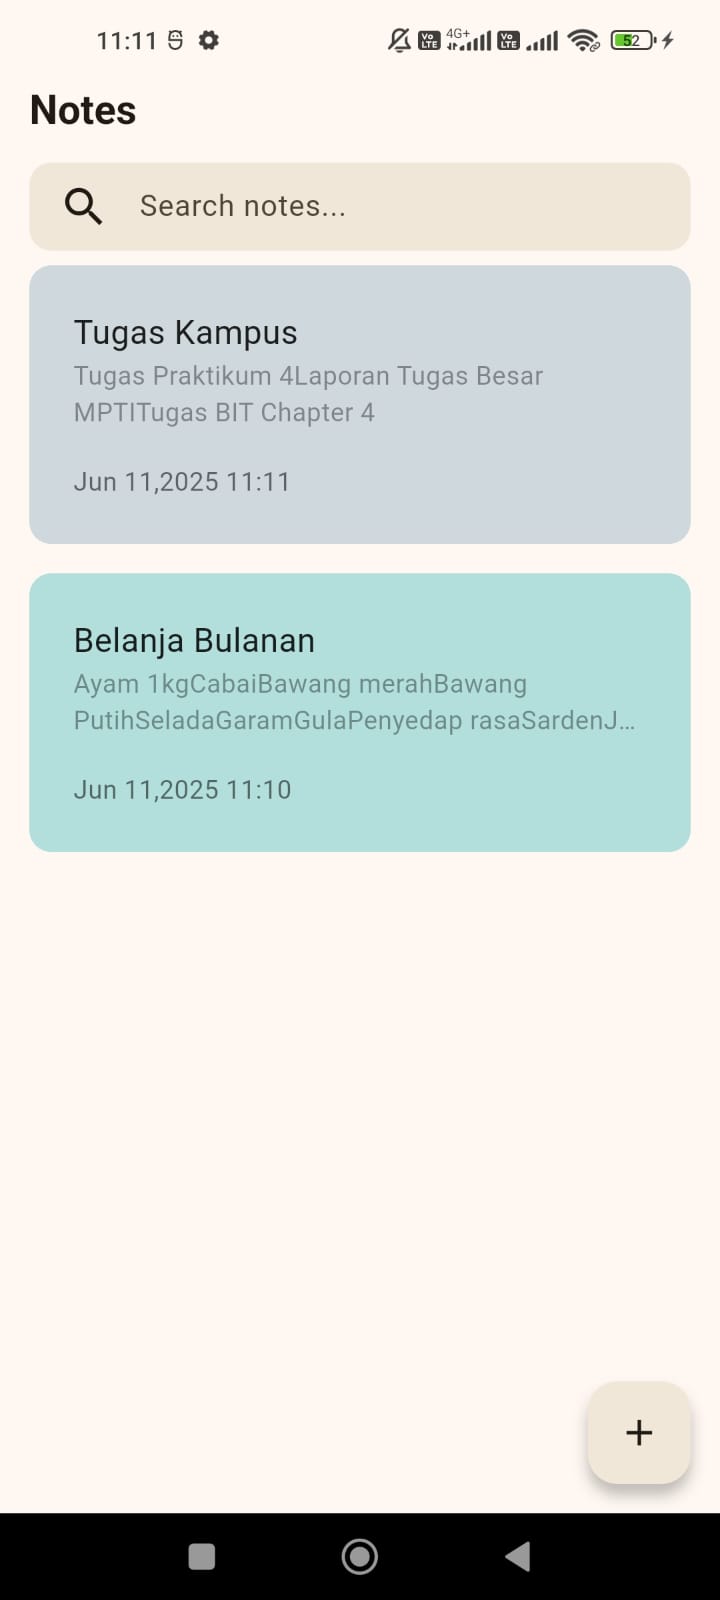 11:11
Vo LTE 4G+ Vo LTE 52
Notes
Search notes...
Tugas Kampus
Tugas Praktikum 4Laporan Tugas Besar
MPTITugas BIT Chapter 4
Jun 11,2025 11:11
Belanja Bulanan
Ayam 1kgCabaiBawang merahBawang
PutihSeladaGaramGulaPenyedap rasaSardenJ...
Jun 11,2025 11:10